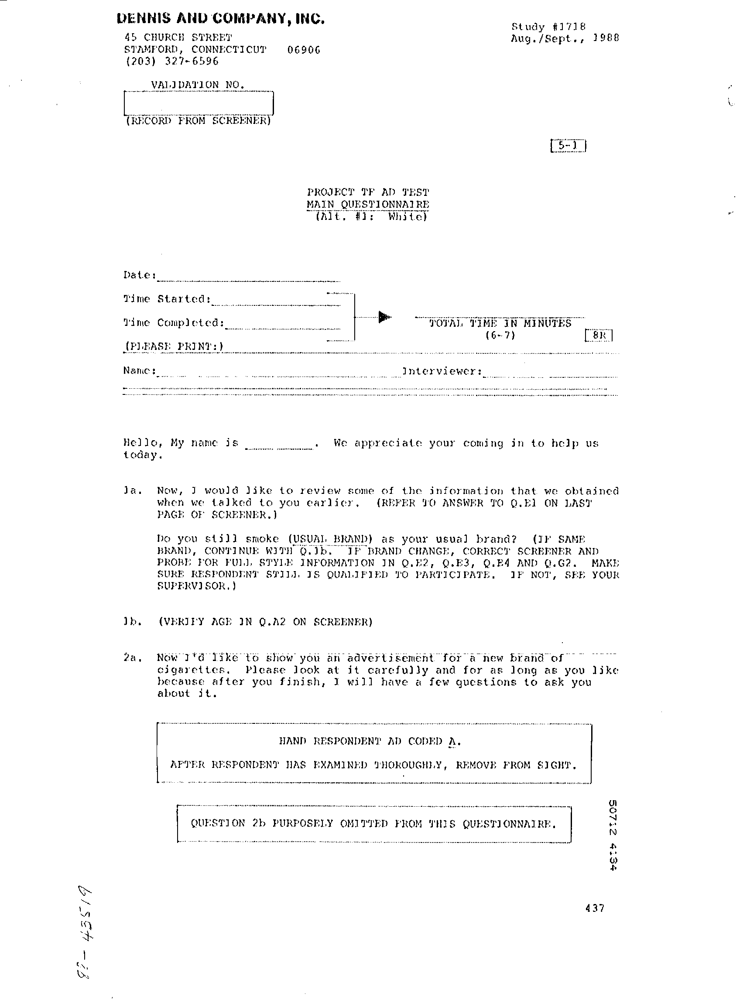 DENNIS AND COMPANY, INC.
45 CHURCH STREET
STAMFORD, CONNECTICUT 06906
(203) 327-6596
Study #1718
Aug./Sept., 1988
VALIDATION NO.
(RECORD FROM SCREENER)
5-1
PROJECT TF AD TEST
MAIN QUESTIONNAIRE
(Alt. #1: White)
Date:
Time Started:
Time Completed:
TOTAL TIME IN MINUTES
(6-7)
8R
(PLEASE PRINT:)
Name: Interviewer:
Hello, My name is ________. We appreciate your coming in to help us
today.
1a. Now, I would like to review some of the information that we obtained
when we talked to you earlier. (REFER TO ANSWER TO Q.E1 ON LAST
PAGE OF SCREENER.)
Do you still smoke (USUAL BRAND) as your usual brand? (IF SAME
BRAND, CONTINUE WITH Q.1b. IF BRAND CHANGE, CORRECT SCREENER AND
PROBE FOR FULL STYLE INFORMATION IN Q.E2, Q.E3, Q.E4 AND Q.G2. MAKE
SURE RESPONDENT STILL IS QUALIFIED TO PARTICIPATE. IF NOT, SEE YOUR
SUPERVISOR.)
1b. (VERIFY AGE IN Q.A2 ON SCREENER)
2a. Now I'd like to show you an advertisement for a new brand of
cigarettes. Please look at it carefully and for as long as you like
because after you finish, I will have a few questions to ask you
about it.
HAND RESPONDENT AD CODED A.
AFTER RESPONDENT HAS EXAMINED THOROUGHLY, REMOVE FROM SIGHT.
QUESTION 2b PURPOSELY OMITTED FROM THIS QUESTIONNAIRE.
50712 4134
437